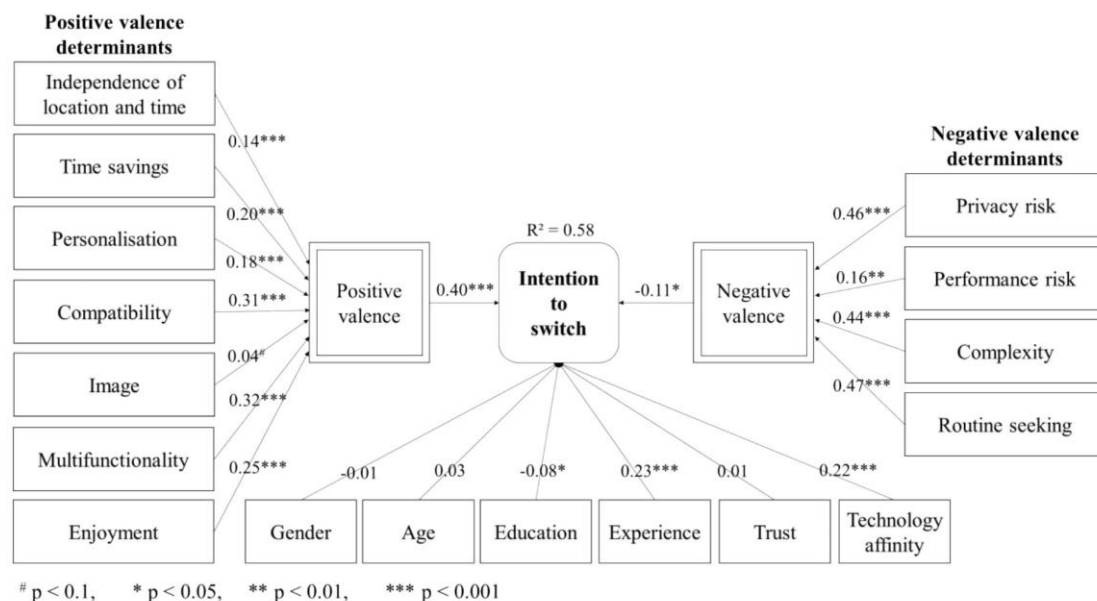 Positive valence
determinants
Independence of
location and time
Time savings
Personalisation
Compatibility
Image
Multifunctionality
Enjoyment
0.14***
0.20***
0.18***
0.31***
0.04#
0.32***
0.25***
Positive
valence
0.40***
R² = 0.58
Intention
to
switch
-0.11*
Negative
valence
Negative valence
determinants
0.46***
0.16**
0.44***
0.47***
Privacy risk
Performance risk
Complexity
Routine seeking
-0.01
0.03
-0.08*
0.23***
0.01
0.22***
Gender
Age
Education
Experience
Trust
Technology
affinity
# p < 0.1, * p < 0.05, ** p < 0.01, *** p < 0.001